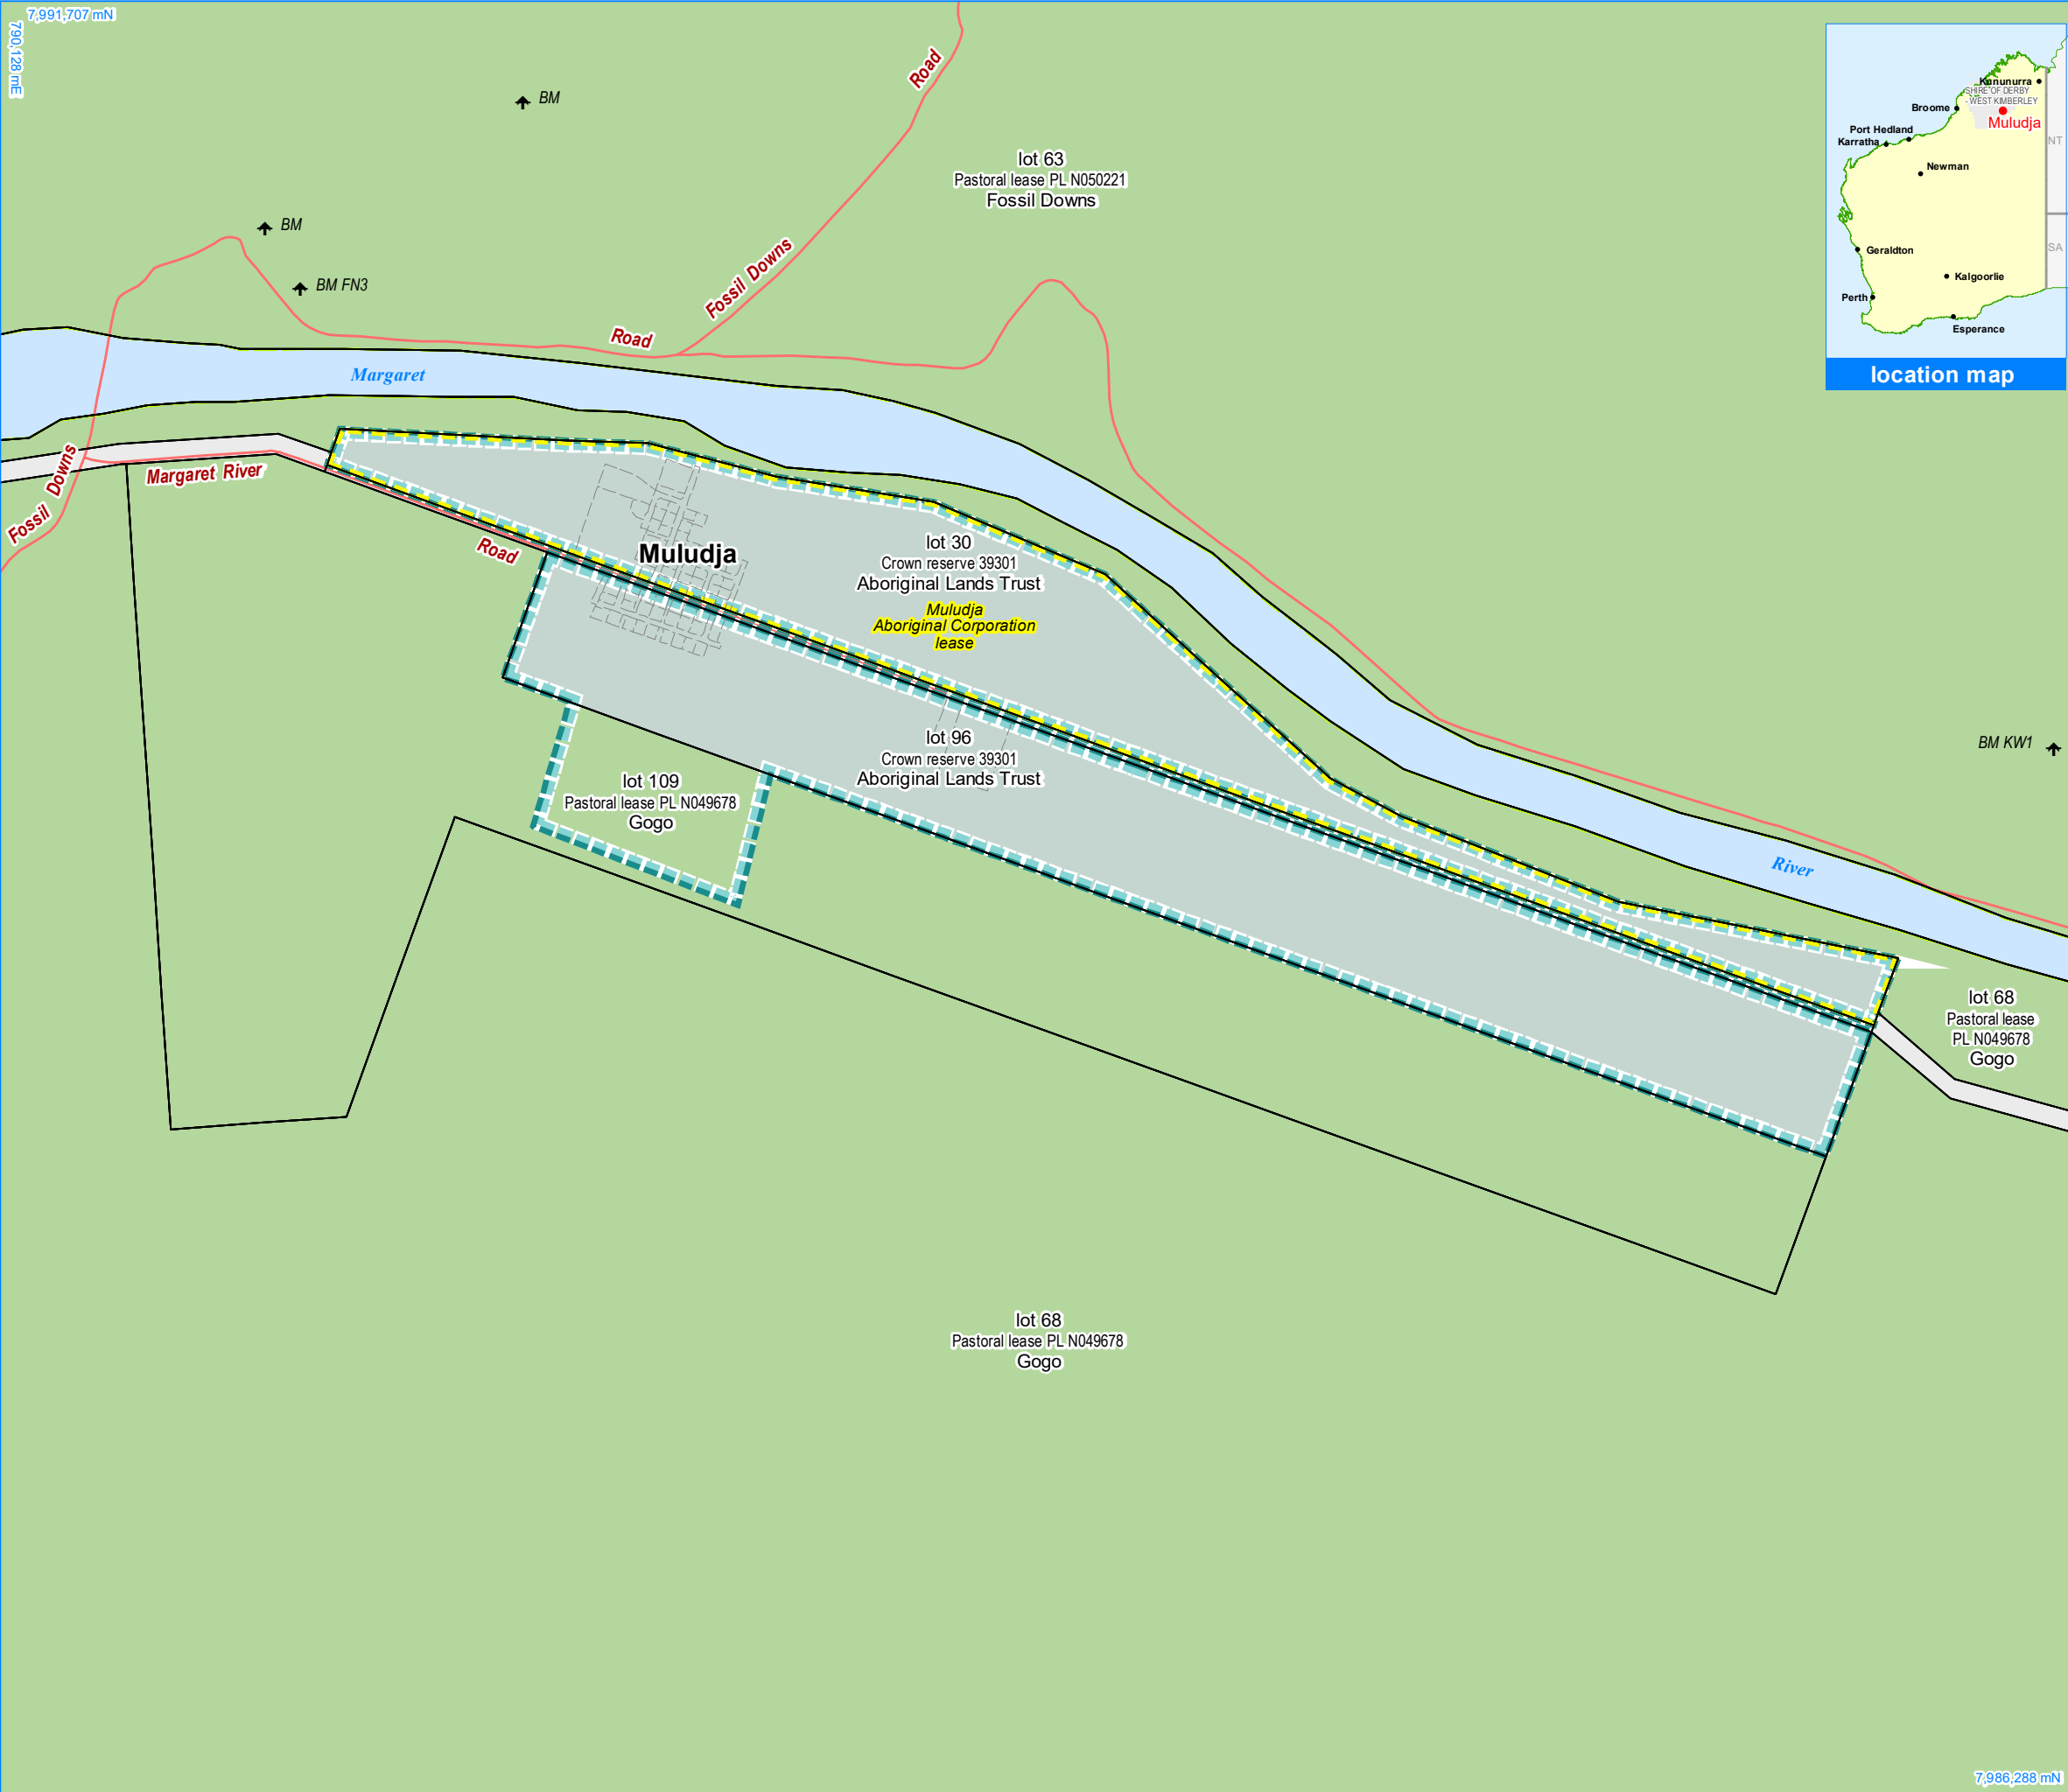 7,991,707 mN
790,128 mE
Road
BM
lot 63
Pastoral lease PL N050221
Fossil Downs
BM
Fossil Downs
BM FN3
Road
Margaret
Kununurra
SHIRE OF DERBY
- WEST KIMBERLEY
Broome
Muludja
Port Hedland
Karratha
NT
Newman
SA
Geraldton
Kalgoorlie
Perth
Esperance
location map
Downs
Margaret River
Fossil
Road
Muludja
lot 30
Crown reserve 39301
Aboriginal Lands Trust
Muludja
Aboriginal Corporation
lease
lot 96
Crown reserve 39301
Aboriginal Lands Trust
BM KW1
lot 109
Pastoral lease PL N049678
Gogo
River
lot 68
Pastoral lease
PL N049678
Gogo
lot 68
Pastoral lease PL N049678
Gogo
7,986,288 mN